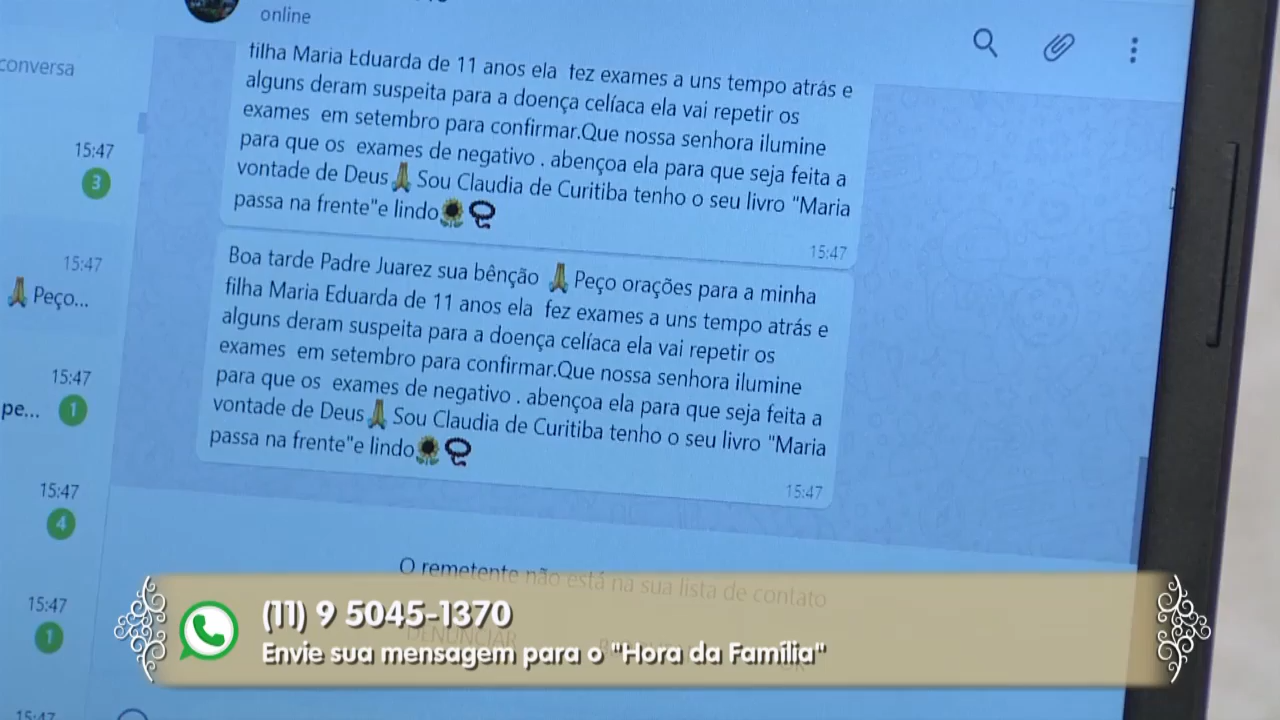 online
conversa
15:47
3
filha Maria Eduarda de 11 anos ela fez exames a uns tempo atrás e
alguns deram suspeita para a doença celíaca ela vai repetir os
exames em setembro para confirmar.Que nossa senhora ilumine
para que os exames de negativo . abençoa ela para que seja feita a
vontade de Deus🙏Sou Claudia de Curitiba tenho o seu livro "Maria
passa na frente"e lindo🌻📿
15:47
15:47
🙏 Peço...
Boa tarde Padre Juarez sua bênção 🙏 Peço orações para a minha
filha Maria Eduarda de 11 anos ela fez exames a uns tempo atrás e
alguns deram suspeita para a doença celíaca ela vai repetir os
exames em setembro para confirmar.Que nossa senhora ilumine
para que os exames de negativo . abençoa ela para que seja feita a
vontade de Deus🙏Sou Claudia de Curitiba tenho o seu livro "Maria
passa na frente"e lindo🌻📿
15:47
15:47
pe... 1
15:47
4
15:47
1
15:47
O remetente não está na sua lista de contato
DENUNCIAR
(11) 9 5045-1370
Envie sua mensagem para o "Hora da Família"